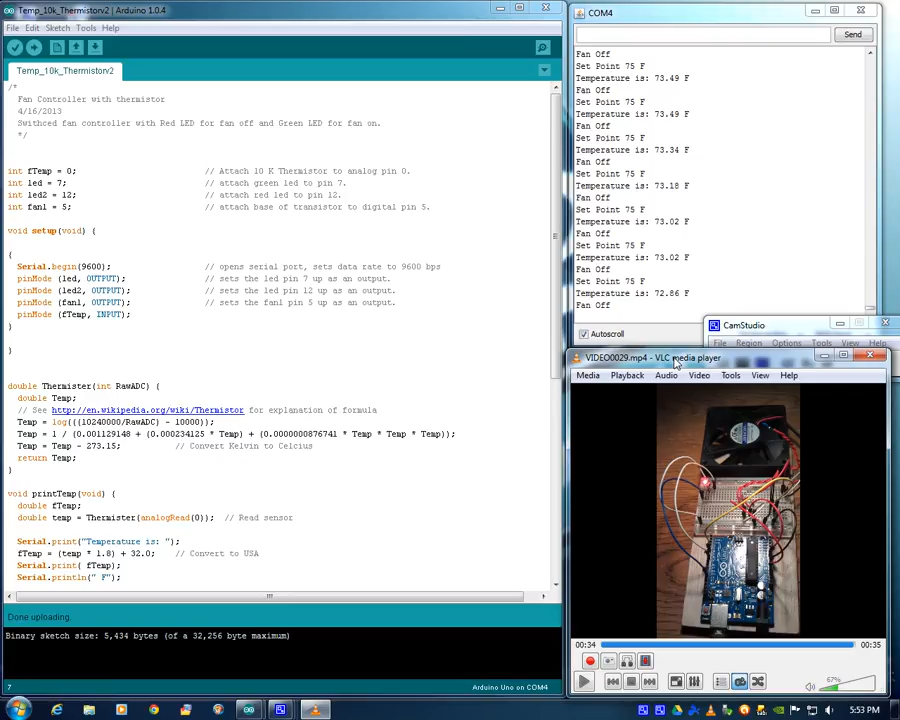 Temp_10k_Thermistorv2 | Arduino 1.0.4
File Edit Sketch Tools Help
Temp_10k_Thermistorv2
/*
Fan Controller with thermistor
4/16/2013
Swithced fan controller with Red LED for fan off and Green LED for fan on.
*/
int fTemp = 0; // Attach 10 K Thermistor to analog pin 0.
int led = 7; // attach green led to pin 7.
int led2 = 12; // attach red led to pin 12.
int fan1 = 5; // attach base of transistor to digital pin 5.
void setup(void) {
{
Serial.begin(9600); // opens serial port, sets data rate to 9600 bps
pinMode (led, OUTPUT); // sets the led pin 7 up as an output.
pinMode (led2, OUTPUT); // sets the led pin 12 up as an output.
pinMode (fan1, OUTPUT); // sets the fan1 pin 5 up as an output.
pinMode (fTemp, INPUT);
}
}
double Thermister(int RawADC) {
double Temp;
// See http://en.wikipedia.org/wiki/Thermistor for explanation of formula
Temp = log(((10240000/RawADC) - 10000));
Temp = 1 / (0.001129148 + (0.000234125 * Temp) + (0.0000000876741 * Temp * Temp * Temp));
Temp = Temp - 273.15; // Convert Kelvin to Celcius
return Temp;
}
void printTemp(void) {
double fTemp;
double temp = Thermister(analogRead(0)); // Read sensor
Serial.print("Temperature is: ");
fTemp = (temp * 1.8) + 32.0; // Convert to USA
Serial.print( fTemp);
Serial.println(" F");
Done uploading.
Binary sketch size: 5,434 bytes (of a 32,256 byte maximum)
7 Arduino Uno on COM4
COM4
Send
Fan Off
Set Point 75 F
Temperature is: 73.49 F
Fan Off
Set Point 75 F
Temperature is: 73.49 F
Fan Off
Set Point 75 F
Temperature is: 73.34 F
Fan Off
Set Point 75 F
Temperature is: 73.18 F
Fan Off
Set Point 75 F
Temperature is: 73.02 F
Fan Off
Set Point 75 F
Temperature is: 73.02 F
Fan Off
Set Point 75 F
Temperature is: 72.86 F
Fan Off
Autoscroll
CamStudio
File Region Options Tools View Help
VIDEO0029.mp4 - VLC media player
Media Playback Audio Video Tools View Help
00:34 00:35
67%
5:53 PM